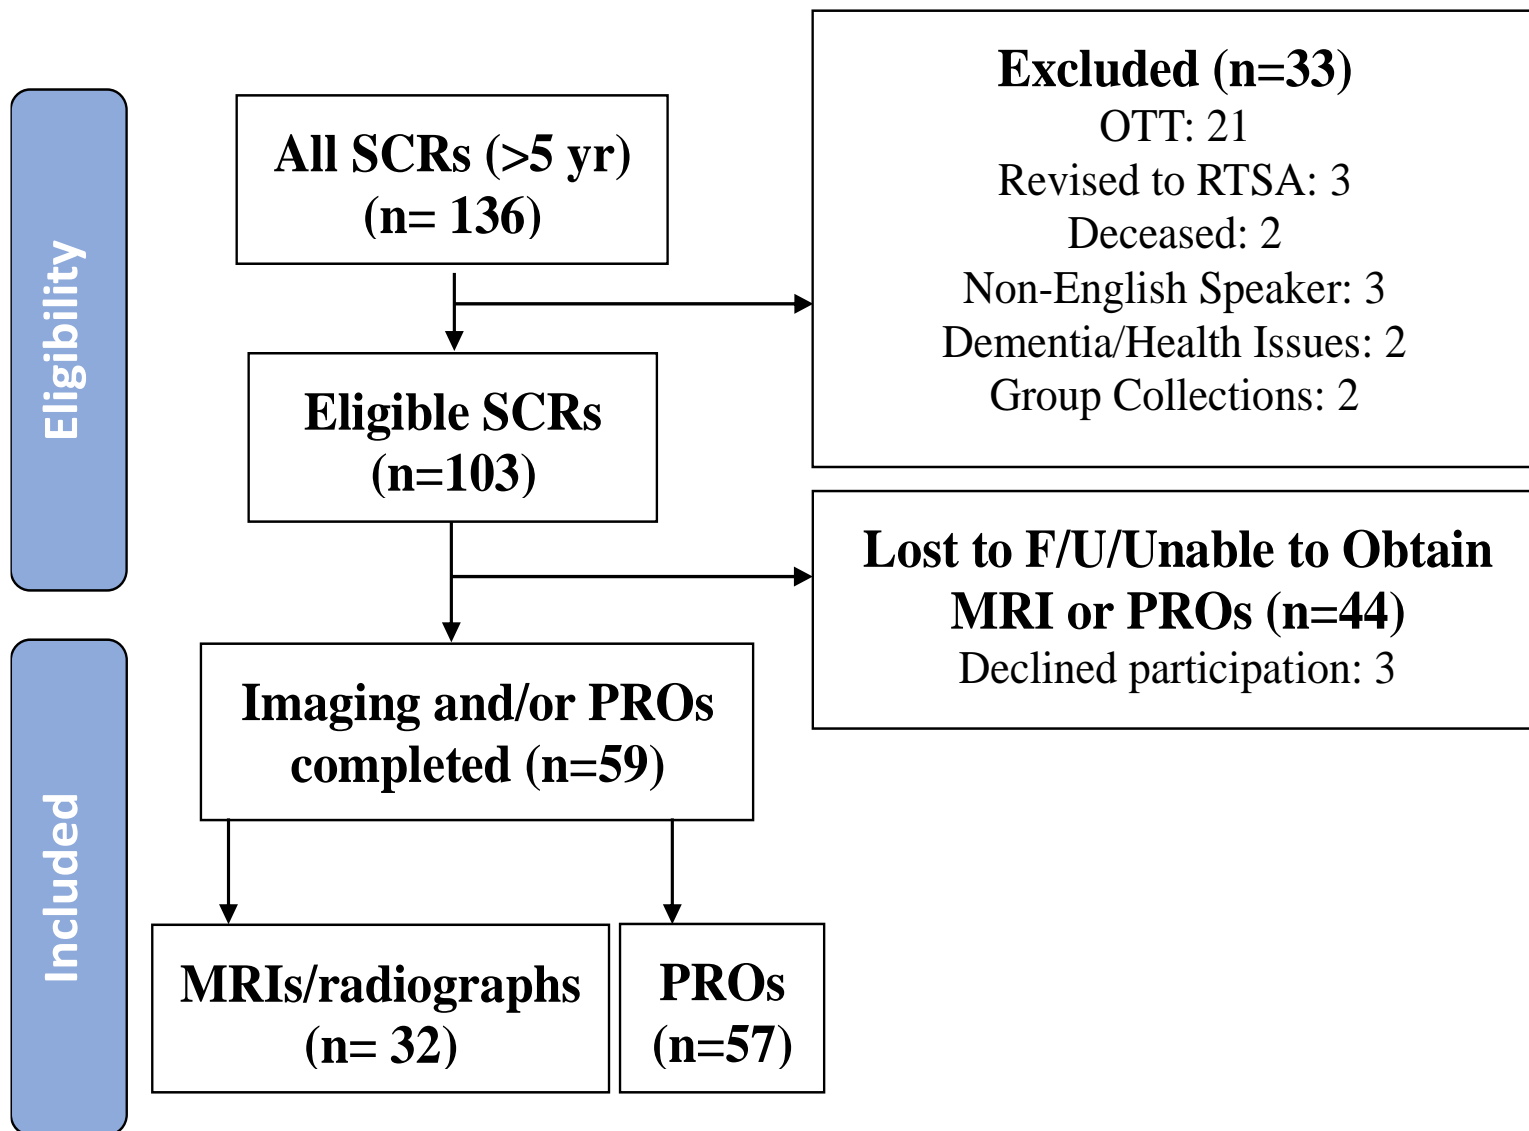 Eligibility
All SCRs (>5 yr)
(n= 136)
Excluded (n=33)
OTT: 21
Revised to RTSA: 3
Deceased: 2
Non-English Speaker: 3
Dementia/Health Issues: 2
Group Collections: 2
Eligible SCRs
(n=103)
Lost to F/U/Unable to Obtain
MRI or PROs (n=44)
Declined participation: 3
Included
Imaging and/or PROs
completed (n=59)
MRIs/radiographs
(n= 32)
PROs
(n=57)